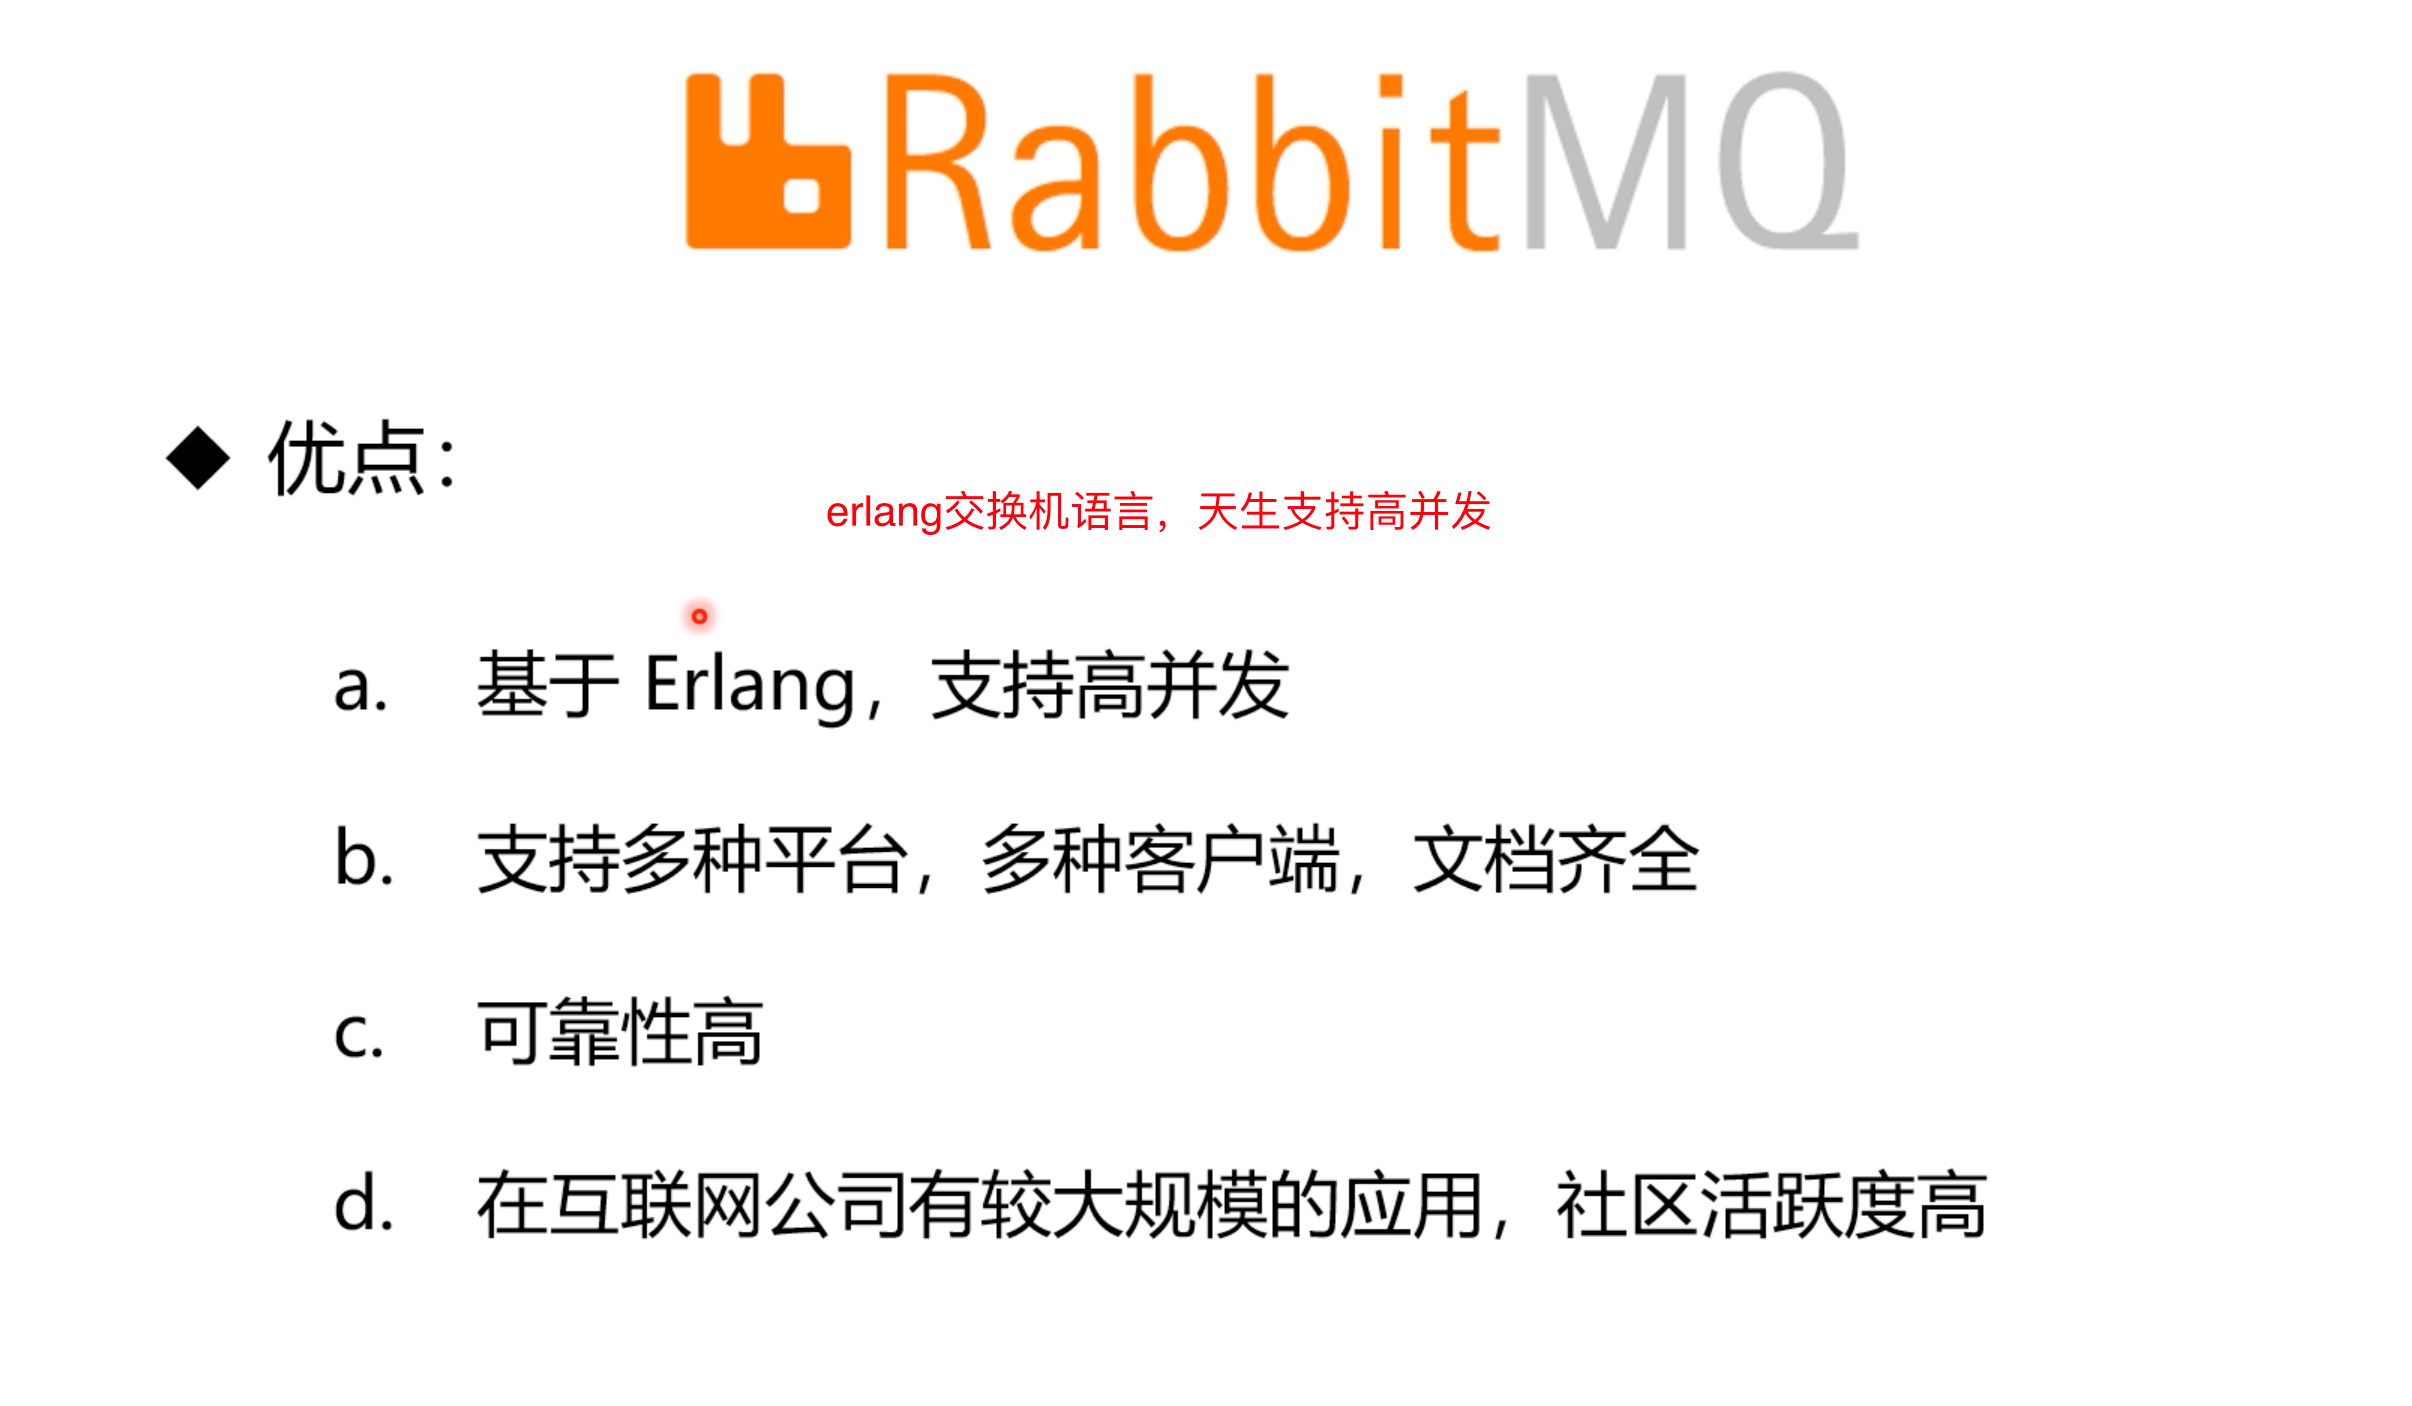 RabbitMQ
◆ 优点：
erlang交换机语言，天生支持高并发
a. 基于 Erlang，支持高并发
b. 支持多种平台，多种客户端，文档齐全
c. 可靠性高
d. 在互联网公司有较大规模的应用，社区活跃度高